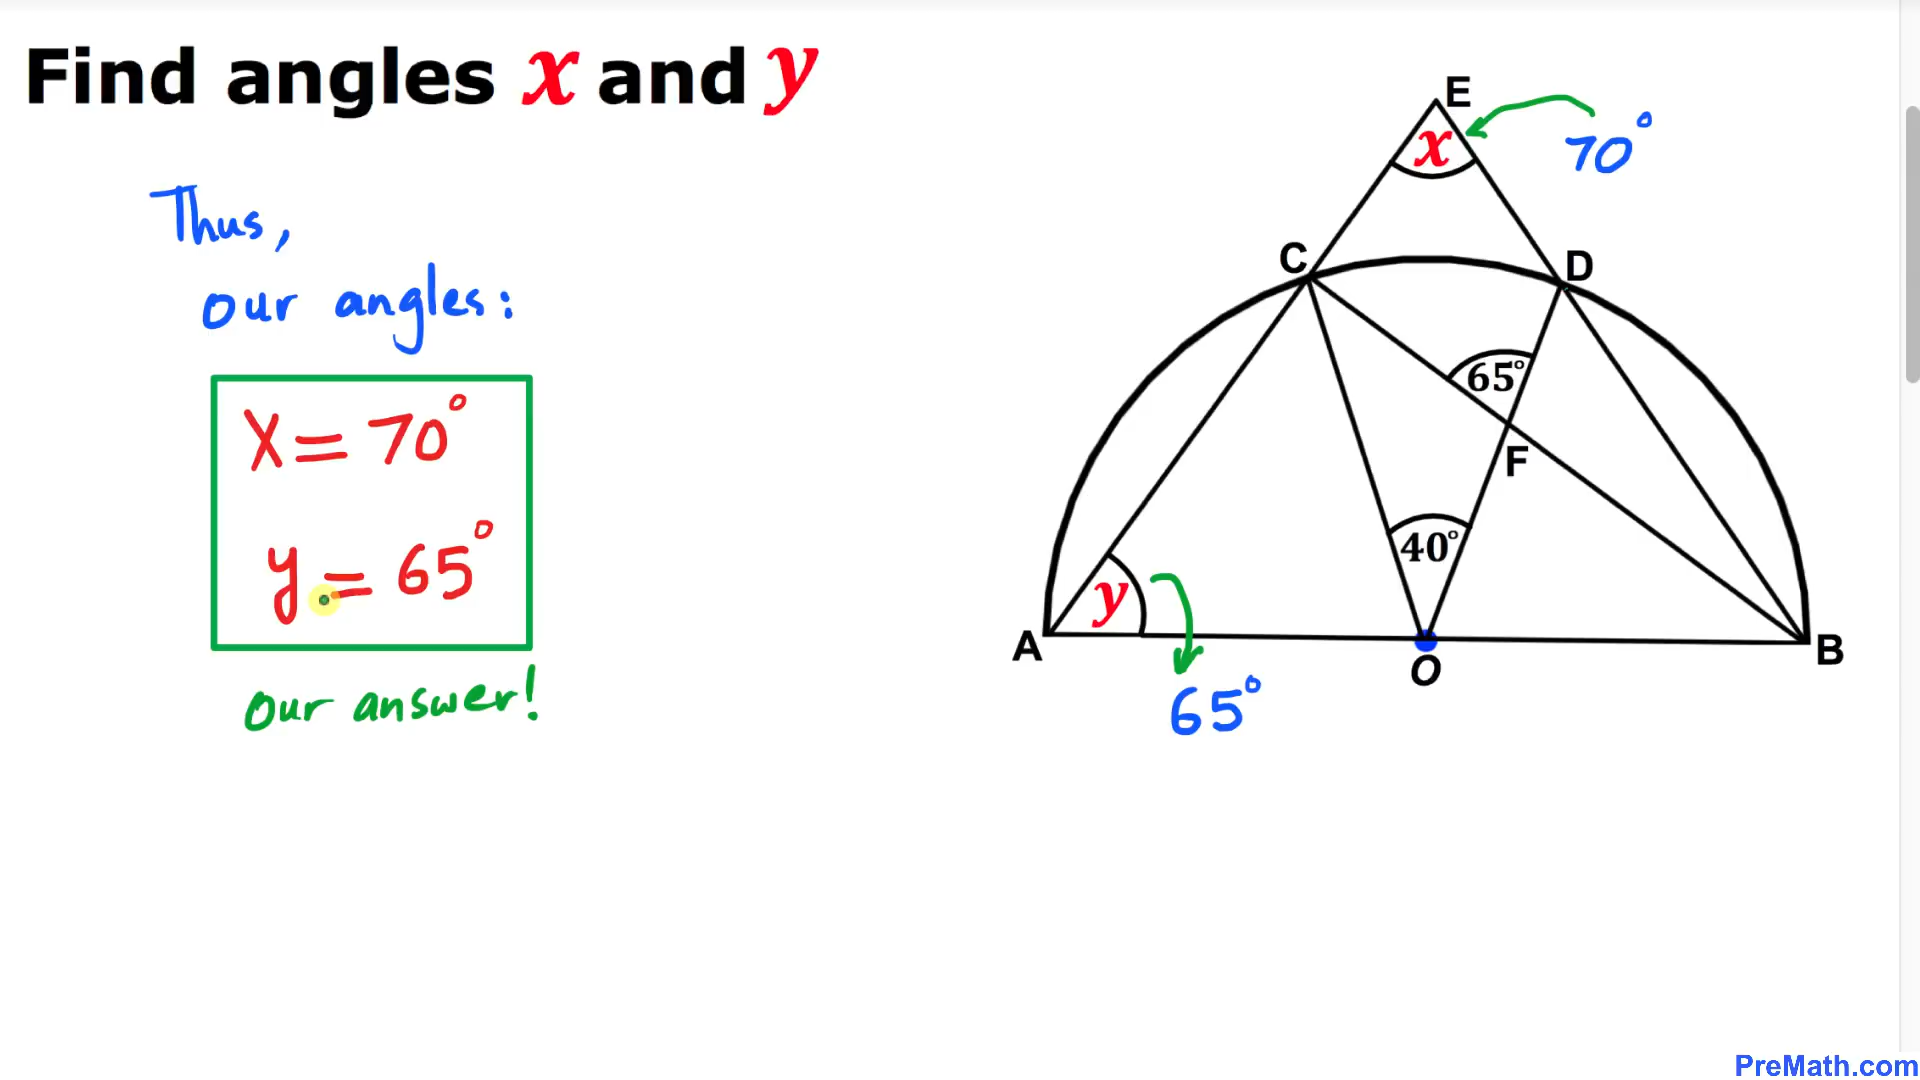 Find angles x and y
Thus,
our angles:
x = 70°
y = 65°
our answer!
E
x
70°
C
D
65°
F
40°
y
A
O
B
65°
PreMath.com